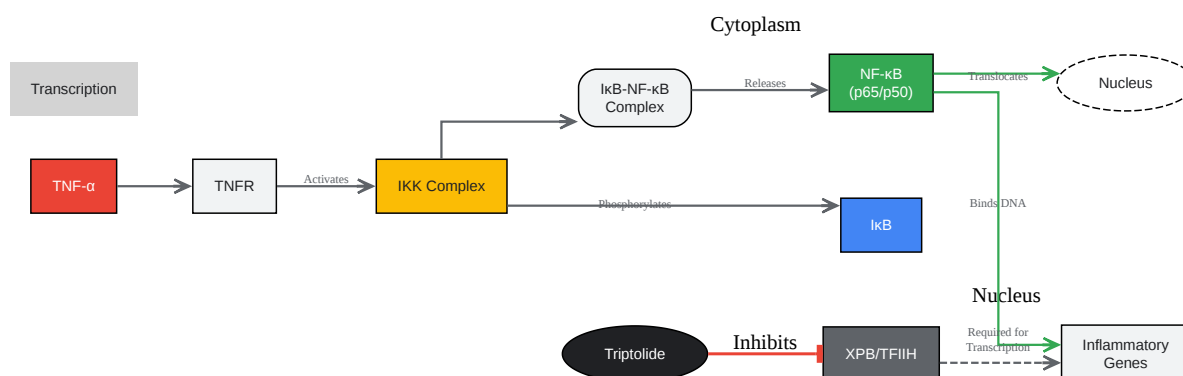 Cytoplasm
Transcription
IκB-NF-κB
Complex
Releases
NF-κB
(p65/p50)
Translocates
Nucleus
TNF-α
TNFR
Activates
IKK Complex
Phosphorylates
IκB
Binds DNA
Nucleus
Triptolide
Inhibits
XPB/TFIIH
Required for
Transcription
Inflammatory
Genes